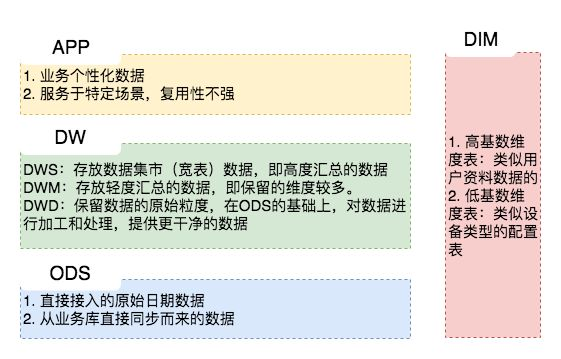 APP
1. 业务个性化数据
2. 服务于特定场景，复用性不强
DW
DWS：存放数据集市（宽表）数据，即高度汇总的数据
DWM：存放轻度汇总的数据，即保留的维度较多。
DWD：保留数据的原始粒度，在ODS的基础上，对数据进
行加工和处理，提供更干净的数据
ODS
1. 直接接入的原始日期数据
2. 从业务库直接同步而来的数据
DIM
1. 高基数维
度表：类似用
户资料数据的
2. 低基数维
度表：类似设
备类型的配置
表